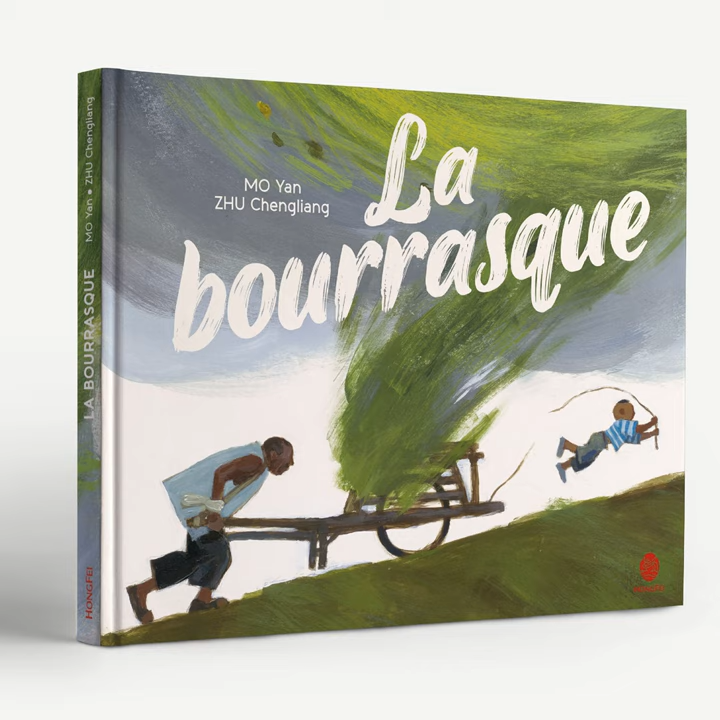 MO Yan
ZHU Chengliang
La
bourrasque
MO Yan • ZHU Chengliang
LA BOURRASQUE
HONGFEI